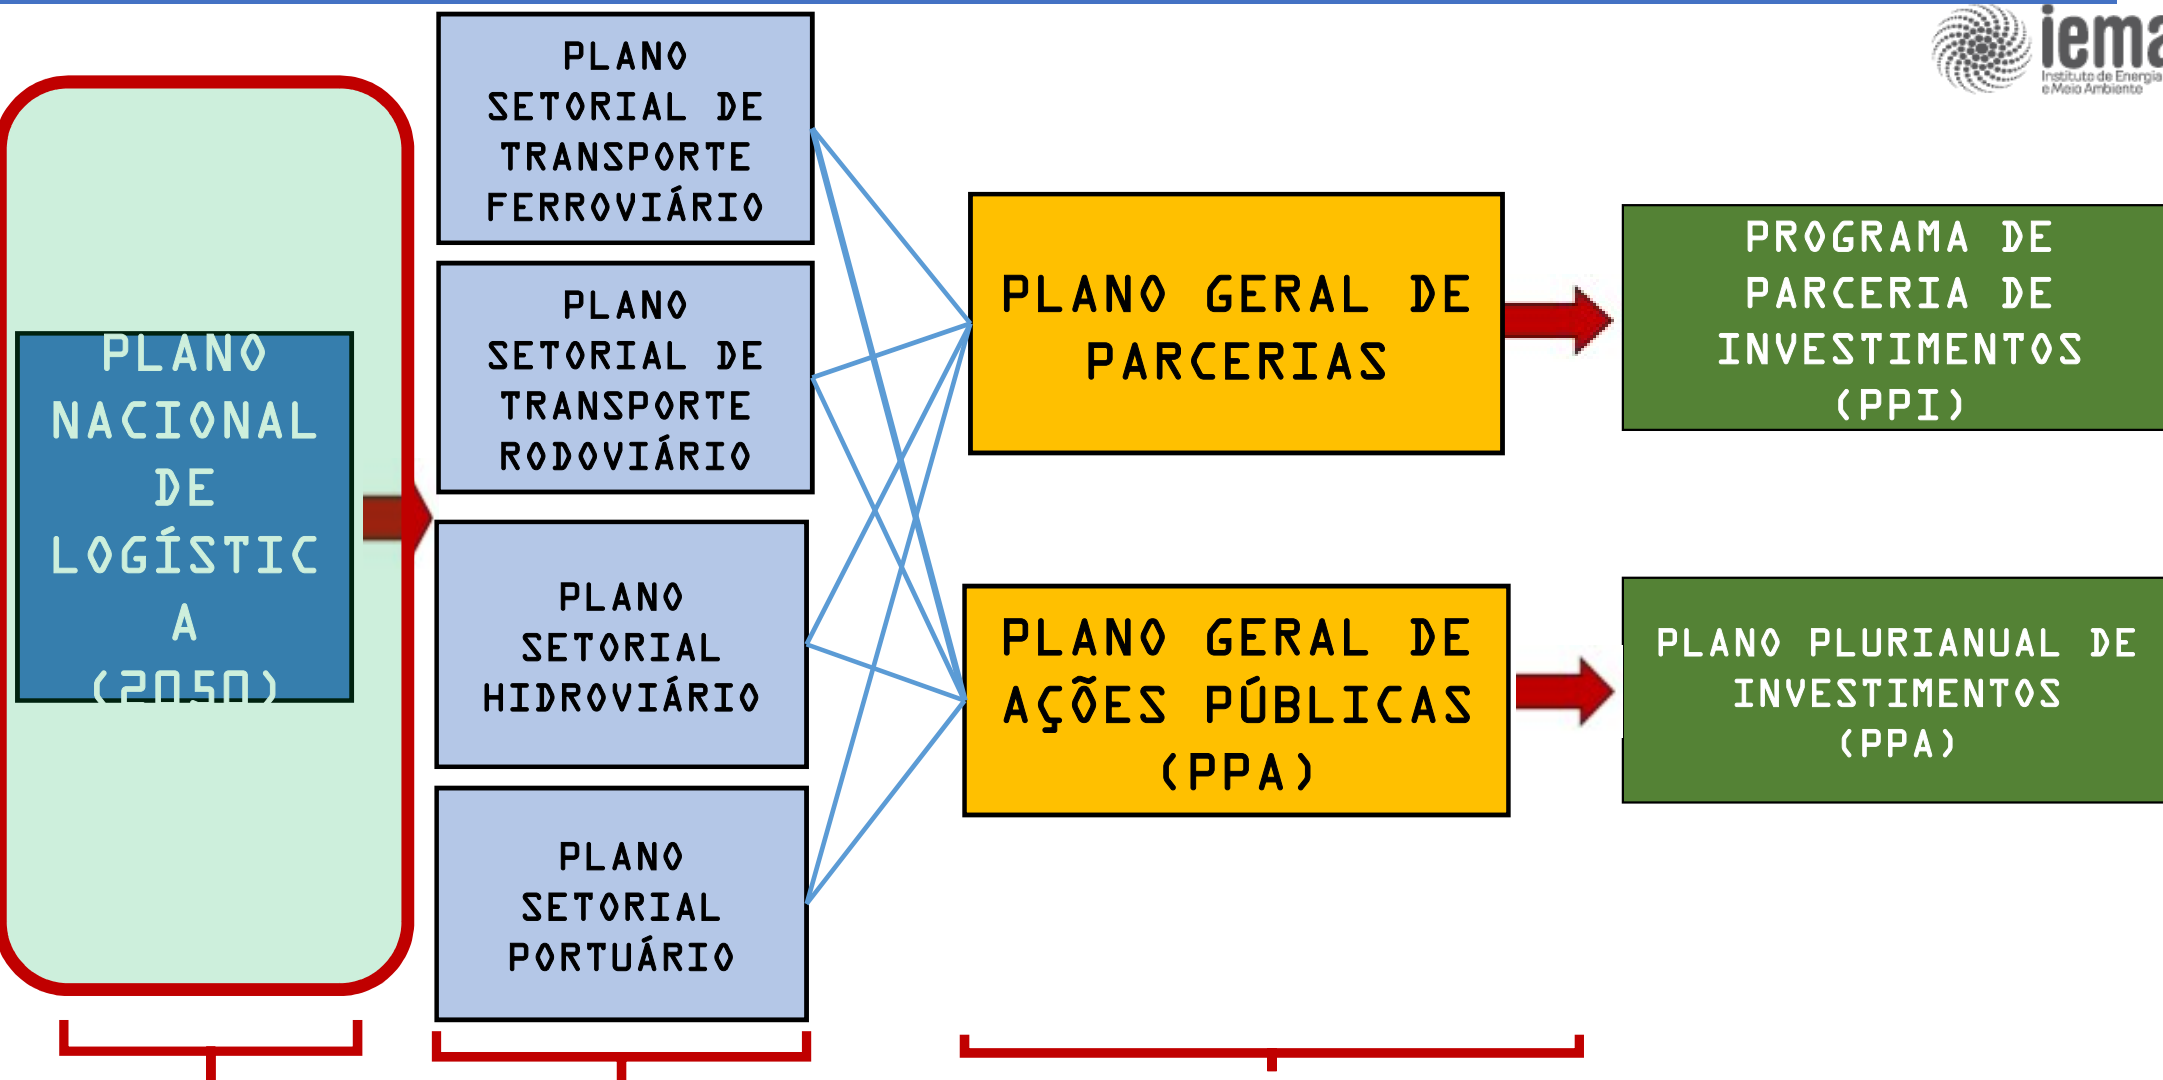 iema
Instituto de Energia
e Meio Ambiente
PLANO
NACIONAL
DE
LOGÍSTIC
A
(2050)
PLANO
SETORIAL DE
TRANSPORTE
FERROVIÁRIO
PLANO
SETORIAL DE
TRANSPORTE
RODOVIÁRIO
PLANO
SETORIAL
HIDROVIÁRIO
PLANO
SETORIAL
PORTUÁRIO
PLANO GERAL DE
PARCERIAS
PLANO GERAL DE
AÇÕES PÚBLICAS
(PPA)
PROGRAMA DE
PARCERIA DE
INVESTIMENTOS
(PPI)
PLANO PLURIANUAL DE
INVESTIMENTOS
(PPA)